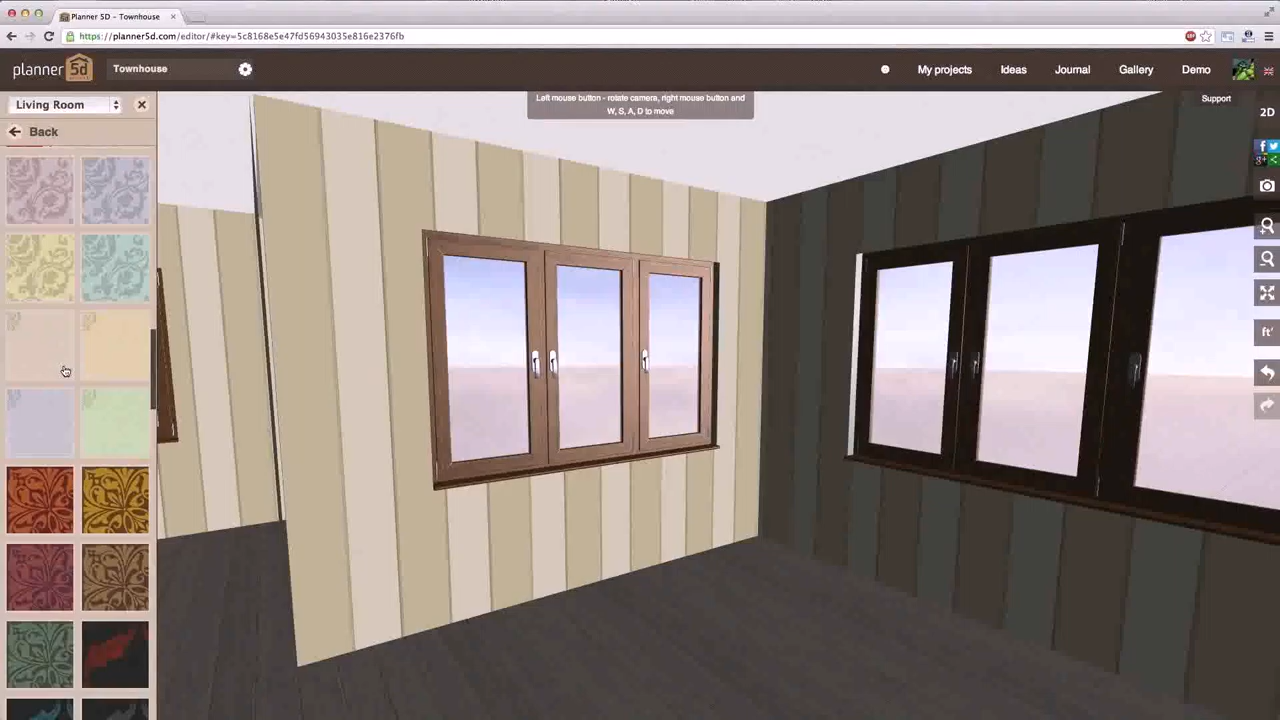 Planner 5D - Townhouse
https://planner5d.com/editor/#key=5c8168e5e47fd56943035e816e2376fb
planner 5d
Townhouse
My projects
Ideas
Journal
Gallery
Demo
Living Room
Back
Left mouse button - rotate camera, right mouse button and
W, S, A, D to move
Support
2D
ft'